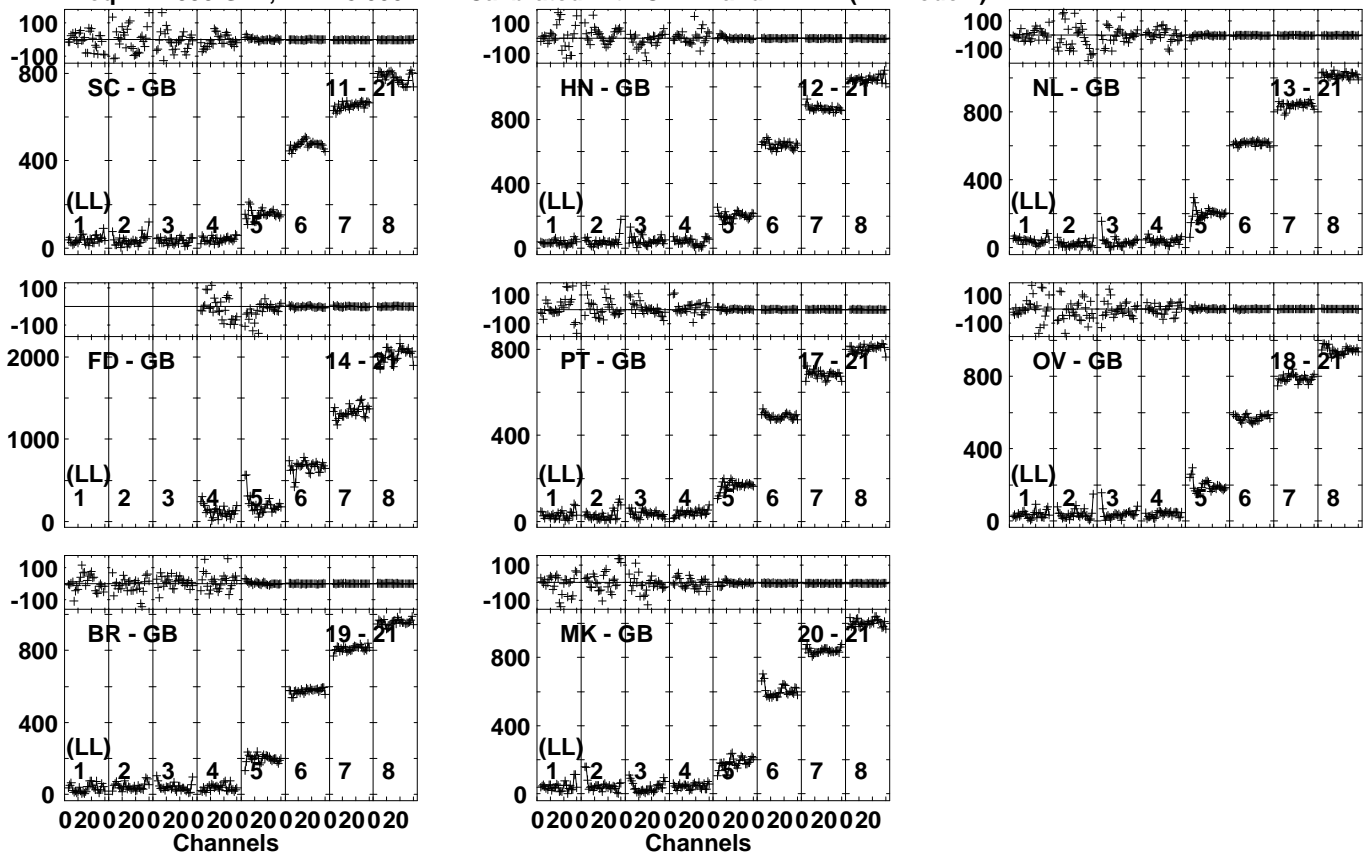 100
-100
800
400
0
SC - GB 11 - 21
(LL)
1 2 3 4 5 6 7 8
100
-100
800
400
0
HN - GB 12 - 21
(LL)
1 2 3 4 5 6 7 8
100
-100
800
400
0
NL - GB 13 - 21
(LL)
1 2 3 4 5 6 7 8
100
-100
2000
1000
0
FD - GB 14 - 21
(LL)
1 2 3 4 5 6 7 8
100
-100
800
400
0
PT - GB 17 - 21
(LL)
1 2 3 4 5 6 7 8
100
-100
800
400
0
OV - GB 18 - 21
(LL)
1 2 3 4 5 6 7 8
100
-100
800
400
0
BR - GB 19 - 21
(LL)
1 2 3 4 5 6 7 8
0 20 0 20 0 20 0 20 0 20 0 20 0 20 0 20
Channels
100
-100
800
400
0
MK - GB 20 - 21
(LL)
1 2 3 4 5 6 7 8
0 20 0 20 0 20 0 20 0 20 0 20 0 20 0 20
Channels